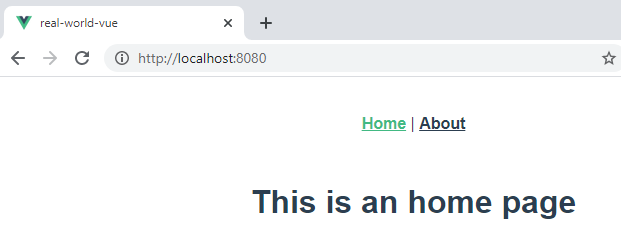 real-world-vue
http://localhost:8080
Home | About
This is an home page